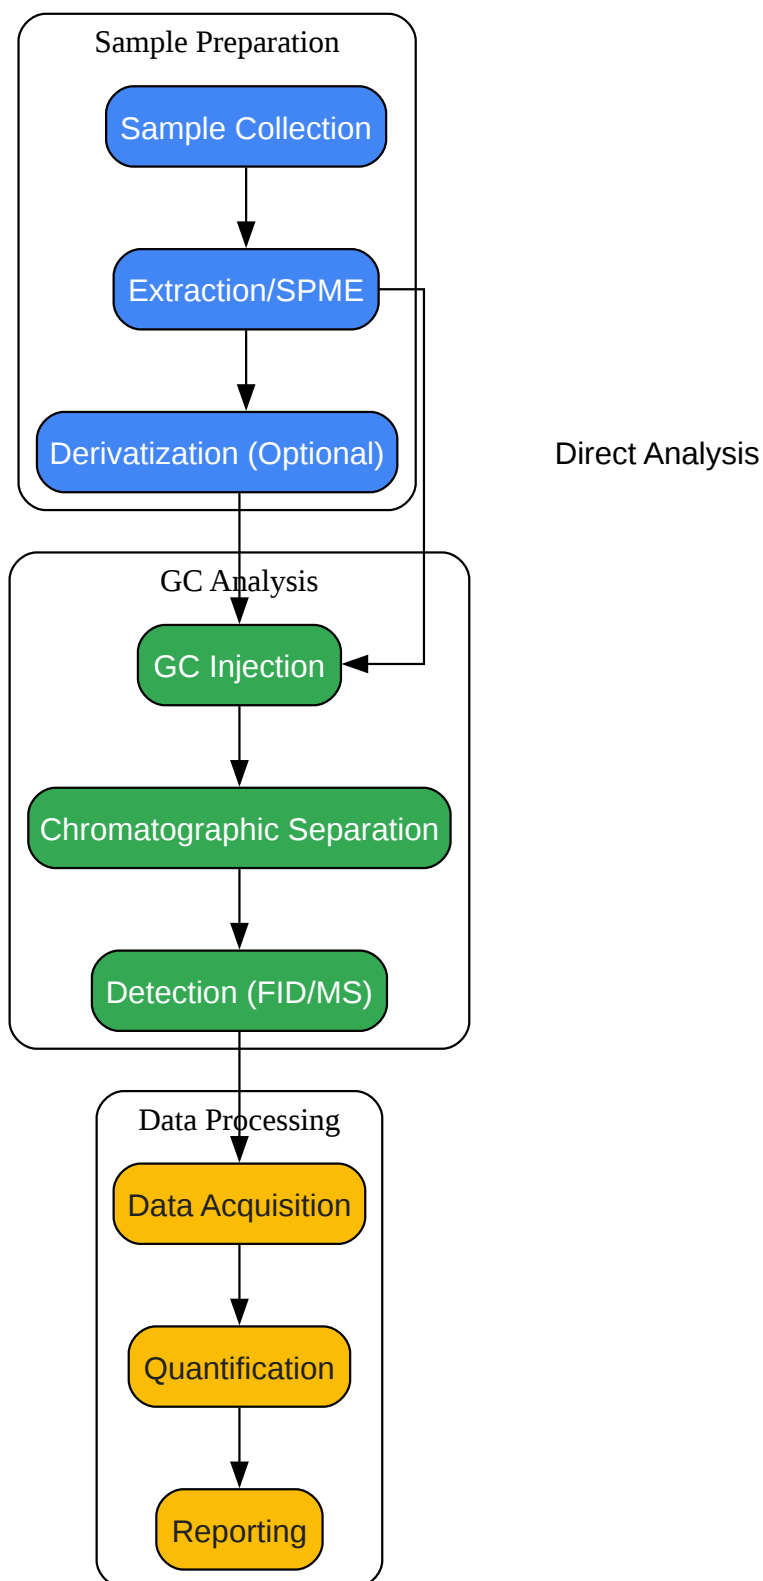 Sample Preparation
Sample Collection
Extraction/SPME
Derivatization (Optional)
Direct Analysis
GC Analysis
GC Injection
Chromatographic Separation
Detection (FID/MS)
Data Processing
Data Acquisition
Quantification
Reporting